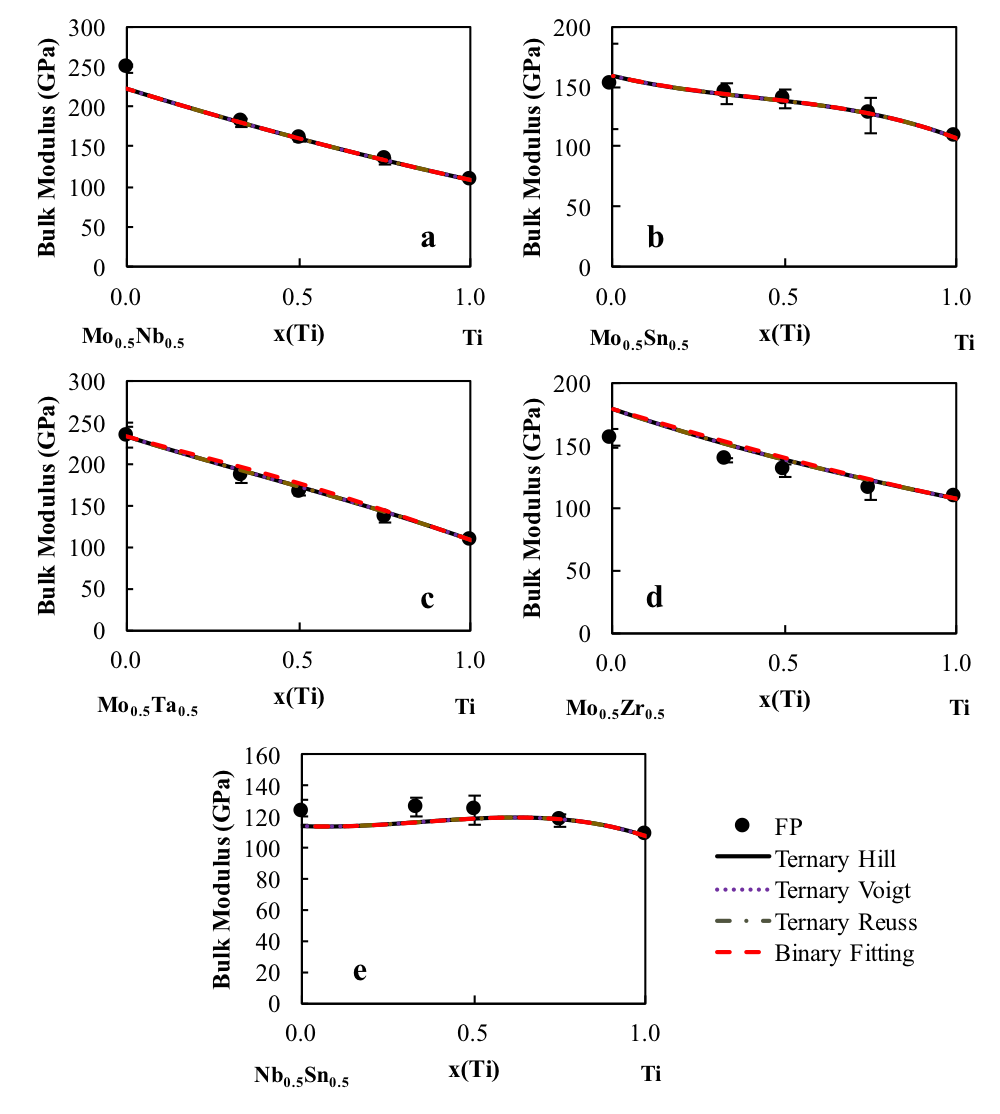 300
250
200
150
100
50
0
Bulk Modulus (GPa)
a
0.0 0.5 1.0
Mo0.5Nb0.5 x(Ti) Ti
200
150
100
50
0
Bulk Modulus (GPa)
b
0.0 0.5 1.0
Mo0.5Sn0.5 x(Ti) Ti
300
250
200
150
100
50
0
Bulk Modulus (GPa)
c
0.0 0.5 1.0
Mo0.5Ta0.5 x(Ti) Ti
200
150
100
50
0
Bulk Modulus (GPa)
d
0.0 0.5 1.0
Mo0.5Zr0.5 x(Ti) Ti
160
140
120
100
80
60
40
20
0
Bulk Modulus (GPa)
e
0.0 0.5 1.0
Nb0.5Sn0.5 x(Ti) Ti
FP
Ternary Hill
Ternary Voigt
Ternary Reuss
Binary Fitting